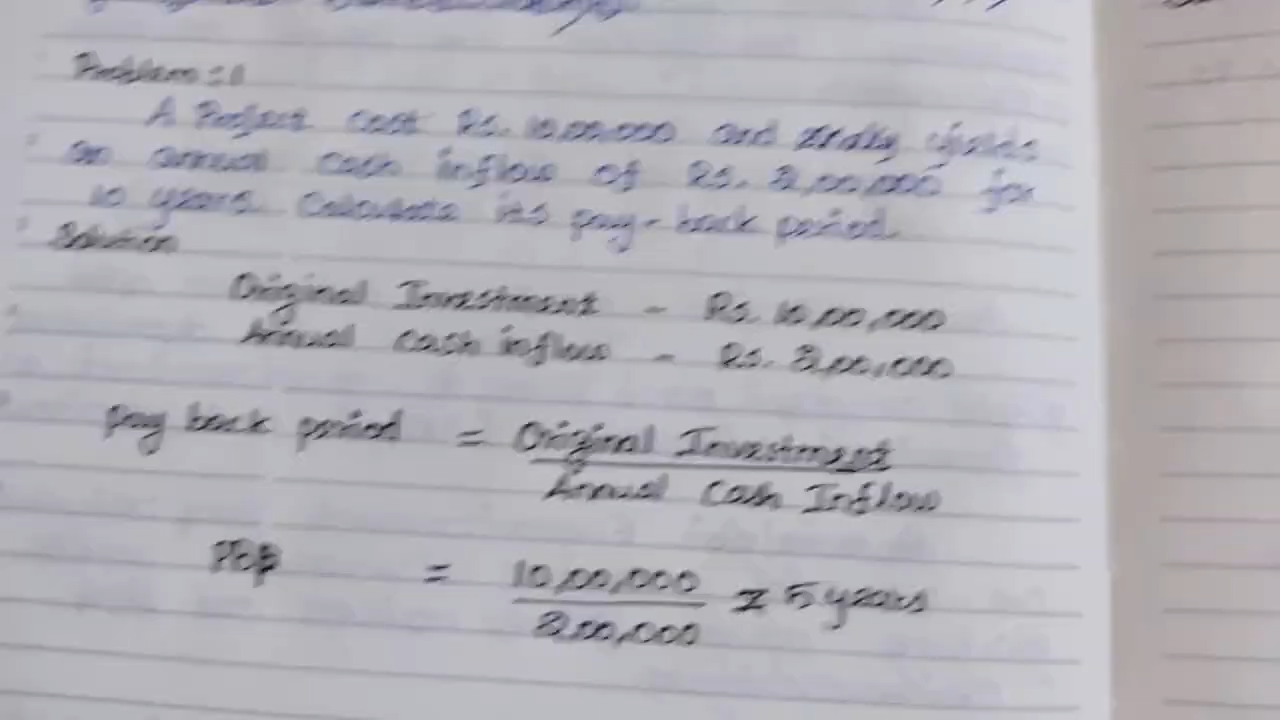 Problem : 1
A Project cost Rs. 10,00,000 and yields
an annual cash inflow of Rs. 2,00,000 for
10 years. Calculate its pay-back period.
Solution
Original Investment - Rs. 10,00,000
Annual cash inflow - Rs. 2,00,000
Pay back period = Original Investment
Annual Cash Inflow
PBP = 10,00,000 = 5 years
2,00,000